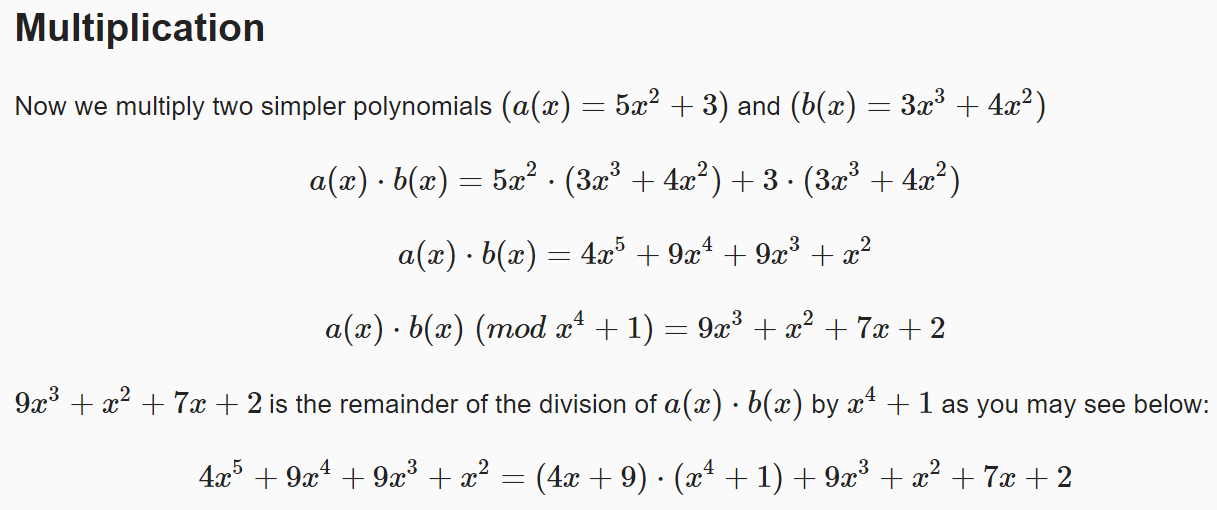 Multiplication
Now we multiply two simpler polynomials (a(x) = 5x² + 3) and (b(x) = 3x³ + 4x²)
a(x) · b(x) = 5x² · (3x³ + 4x²) + 3 · (3x³ + 4x²)
a(x) · b(x) = 4x⁵ + 9x⁴ + 9x³ + x²
a(x) · b(x) (mod x⁴ + 1) = 9x³ + x² + 7x + 2
9x³ + x² + 7x + 2 is the remainder of the division of a(x) · b(x) by x⁴ + 1 as you may see below:
4x⁵ + 9x⁴ + 9x³ + x² = (4x + 9) · (x⁴ + 1) + 9x³ + x² + 7x + 2